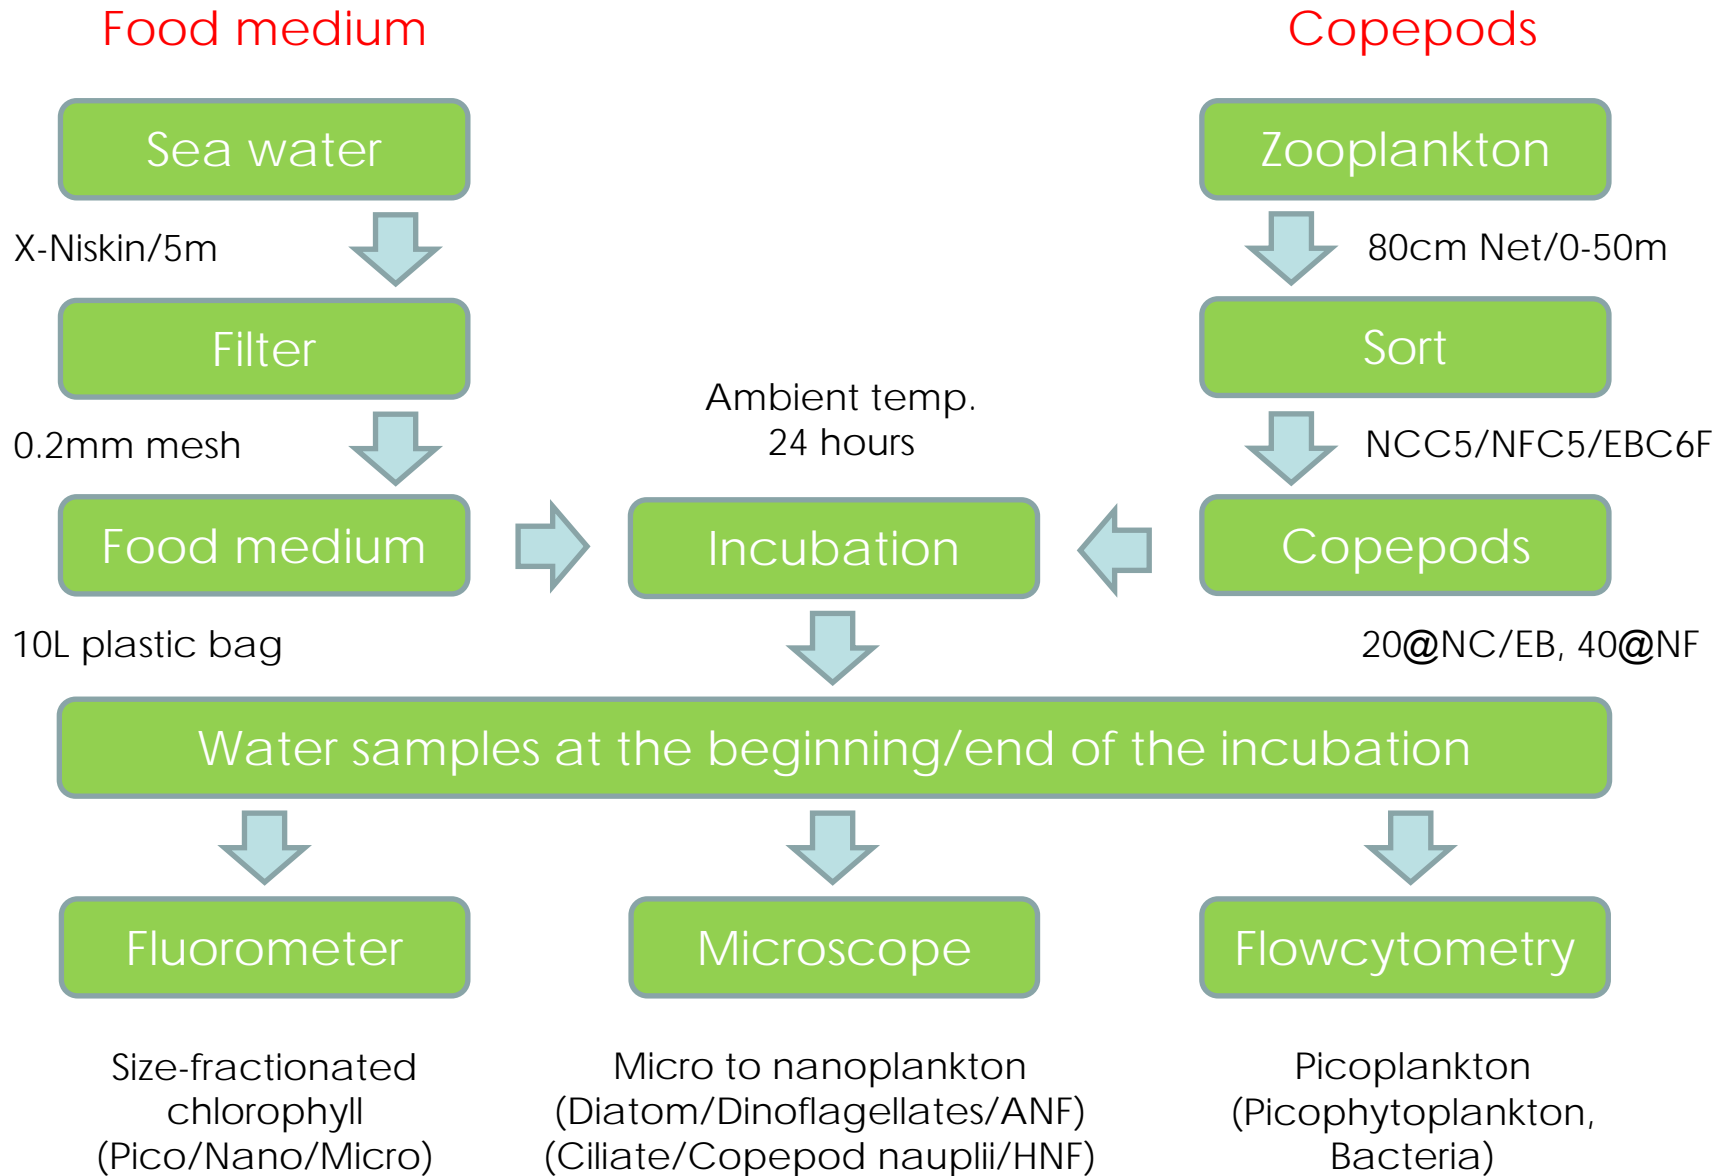 Food medium
Copepods
Sea water
Zooplankton
X-Niskin/5m
80cm Net/0-50m
Filter
Sort
Ambient temp.
24 hours
0.2mm mesh
NCC5/NFC5/EBC6F
Food medium
Incubation
Copepods
10L plastic bag
20@NC/EB, 40@NF
Water samples at the beginning/end of the incubation
Fluorometer
Microscope
Flowcytometry
Size-fractionated
chlorophyll
(Pico/Nano/Micro)
Micro to nanoplankton
(Diatom/Dinoflagellates/ANF)
(Ciliate/Copepod nauplii/HNF)
Picoplankton
(Picophytoplankton,
Bacteria)